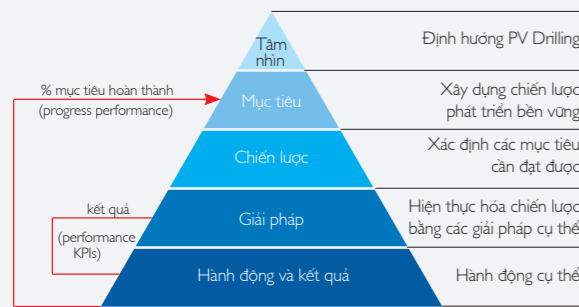 Tâm
nhìn
Định hướng PV Drilling
% mục tiêu hoàn thành
(progress performance)
Mục tiêu
Xây dựng chiến lược
phát triển bền vững
Chiến lược
Xác định các mục tiêu
cần đạt được
kết quả
(performance
KPIs)
Giải pháp
Hiện thực hóa chiến lược
bằng các giải pháp cụ thể
Hành động và kết quả
Hành động cụ thể